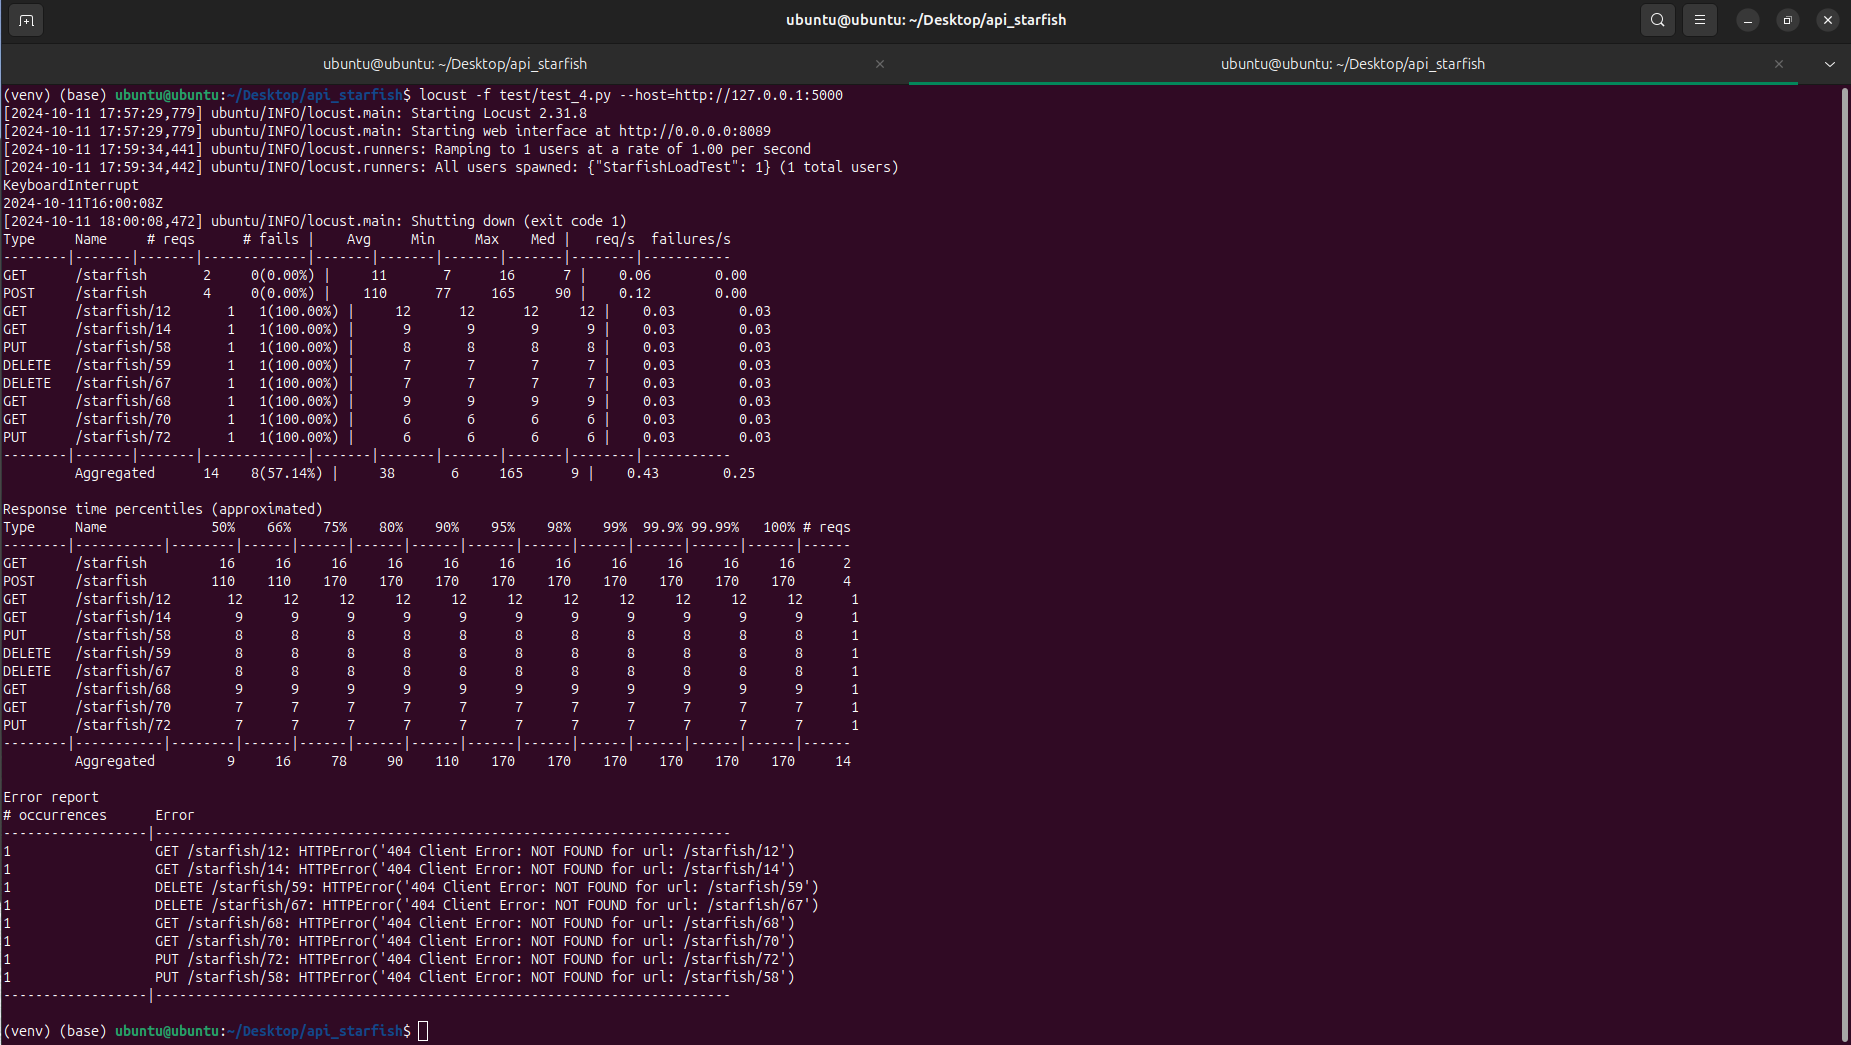 ubuntu@ubuntu: ~/Desktop/api_starfish
ubuntu@ubuntu: ~/Desktop/api_starfish
ubuntu@ubuntu: ~/Desktop/api_starfish
(venv) (base) ubuntu@ubuntu:~/Desktop/api_starfish$ locust -f test/test_4.py --host=http://127.0.0.1:5000
[2024-10-11 17:57:29,779] ubuntu/INFO/locust.main: Starting Locust 2.31.8
[2024-10-11 17:57:29,779] ubuntu/INFO/locust.main: Starting web interface at http://0.0.0.0:8089
[2024-10-11 17:59:34,441] ubuntu/INFO/locust.runners: Ramping to 1 users at a rate of 1.00 per second
[2024-10-11 17:59:34,442] ubuntu/INFO/locust.runners: All users spawned: {"StarfishLoadTest": 1} (1 total users)
KeyboardInterrupt
2024-10-11T16:00:08Z
[2024-10-11 18:00:08,472] ubuntu/INFO/locust.main: Shutting down (exit code 1)
Type     Name     # reqs      # fails |    Avg     Min     Max    Med |   req/s  failures/s
--------|-------|-------|-------------|-------|-------|-------|-------|--------|-----------
GET      /starfish       2     0(0.00%) |     11       7      16      7 |    0.06        0.00
POST     /starfish       4     0(0.00%) |    110      77     165     90 |    0.12        0.00
GET      /starfish/12       1   1(100.00%) |     12      12      12     12 |    0.03        0.03
GET      /starfish/14       1   1(100.00%) |      9       9       9      9 |    0.03        0.03
PUT      /starfish/58       1   1(100.00%) |      8       8       8      8 |    0.03        0.03
DELETE   /starfish/59       1   1(100.00%) |      7       7       7      7 |    0.03        0.03
DELETE   /starfish/67       1   1(100.00%) |      7       7       7      7 |    0.03        0.03
GET      /starfish/68       1   1(100.00%) |      9       9       9      9 |    0.03        0.03
GET      /starfish/70       1   1(100.00%) |      6       6       6      6 |    0.03        0.03
PUT      /starfish/72       1   1(100.00%) |      6       6       6      6 |    0.03        0.03
--------|-------|-------|-------------|-------|-------|-------|-------|--------|-----------
         Aggregated      14    8(57.14%) |     38       6     165      9 |    0.43        0.25
Response time percentiles (approximated)
Type     Name             50%    66%    75%    80%    90%    95%    98%    99%  99.9% 99.99%   100% # reqs
--------|-----------|--------|------|------|------|------|------|------|------|------|------|------|------
GET      /starfish         16     16     16     16     16     16     16     16     16     16     16      2
POST     /starfish        110    110    170    170    170    170    170    170    170    170    170      4
GET      /starfish/12       12     12     12     12     12     12     12     12     12     12     12      1
GET      /starfish/14        9      9      9      9      9      9      9      9      9      9      9      1
PUT      /starfish/58        8      8      8      8      8      8      8      8      8      8      8      1
DELETE   /starfish/59        8      8      8      8      8      8      8      8      8      8      8      1
DELETE   /starfish/67        8      8      8      8      8      8      8      8      8      8      8      1
GET      /starfish/68        9      9      9      9      9      9      9      9      9      9      9      1
GET      /starfish/70        7      7      7      7      7      7      7      7      7      7      7      1
PUT      /starfish/72        7      7      7      7      7      7      7      7      7      7      7      1
--------|-----------|--------|------|------|------|------|------|------|------|------|------|------|------
         Aggregated         9     16     78     90    110    170    170    170    170    170    170     14
Error report
# occurrences      Error
------------------|------------------------------------------------------------------------
1                  GET /starfish/12: HTTPError('404 Client Error: NOT FOUND for url: /starfish/12')
1                  GET /starfish/14: HTTPError('404 Client Error: NOT FOUND for url: /starfish/14')
1                  DELETE /starfish/59: HTTPError('404 Client Error: NOT FOUND for url: /starfish/59')
1                  DELETE /starfish/67: HTTPError('404 Client Error: NOT FOUND for url: /starfish/67')
1                  GET /starfish/68: HTTPError('404 Client Error: NOT FOUND for url: /starfish/68')
1                  GET /starfish/70: HTTPError('404 Client Error: NOT FOUND for url: /starfish/70')
1                  PUT /starfish/72: HTTPError('404 Client Error: NOT FOUND for url: /starfish/72')
1                  PUT /starfish/58: HTTPError('404 Client Error: NOT FOUND for url: /starfish/58')
------------------|------------------------------------------------------------------------
(venv) (base) ubuntu@ubuntu:~/Desktop/api_starfish$